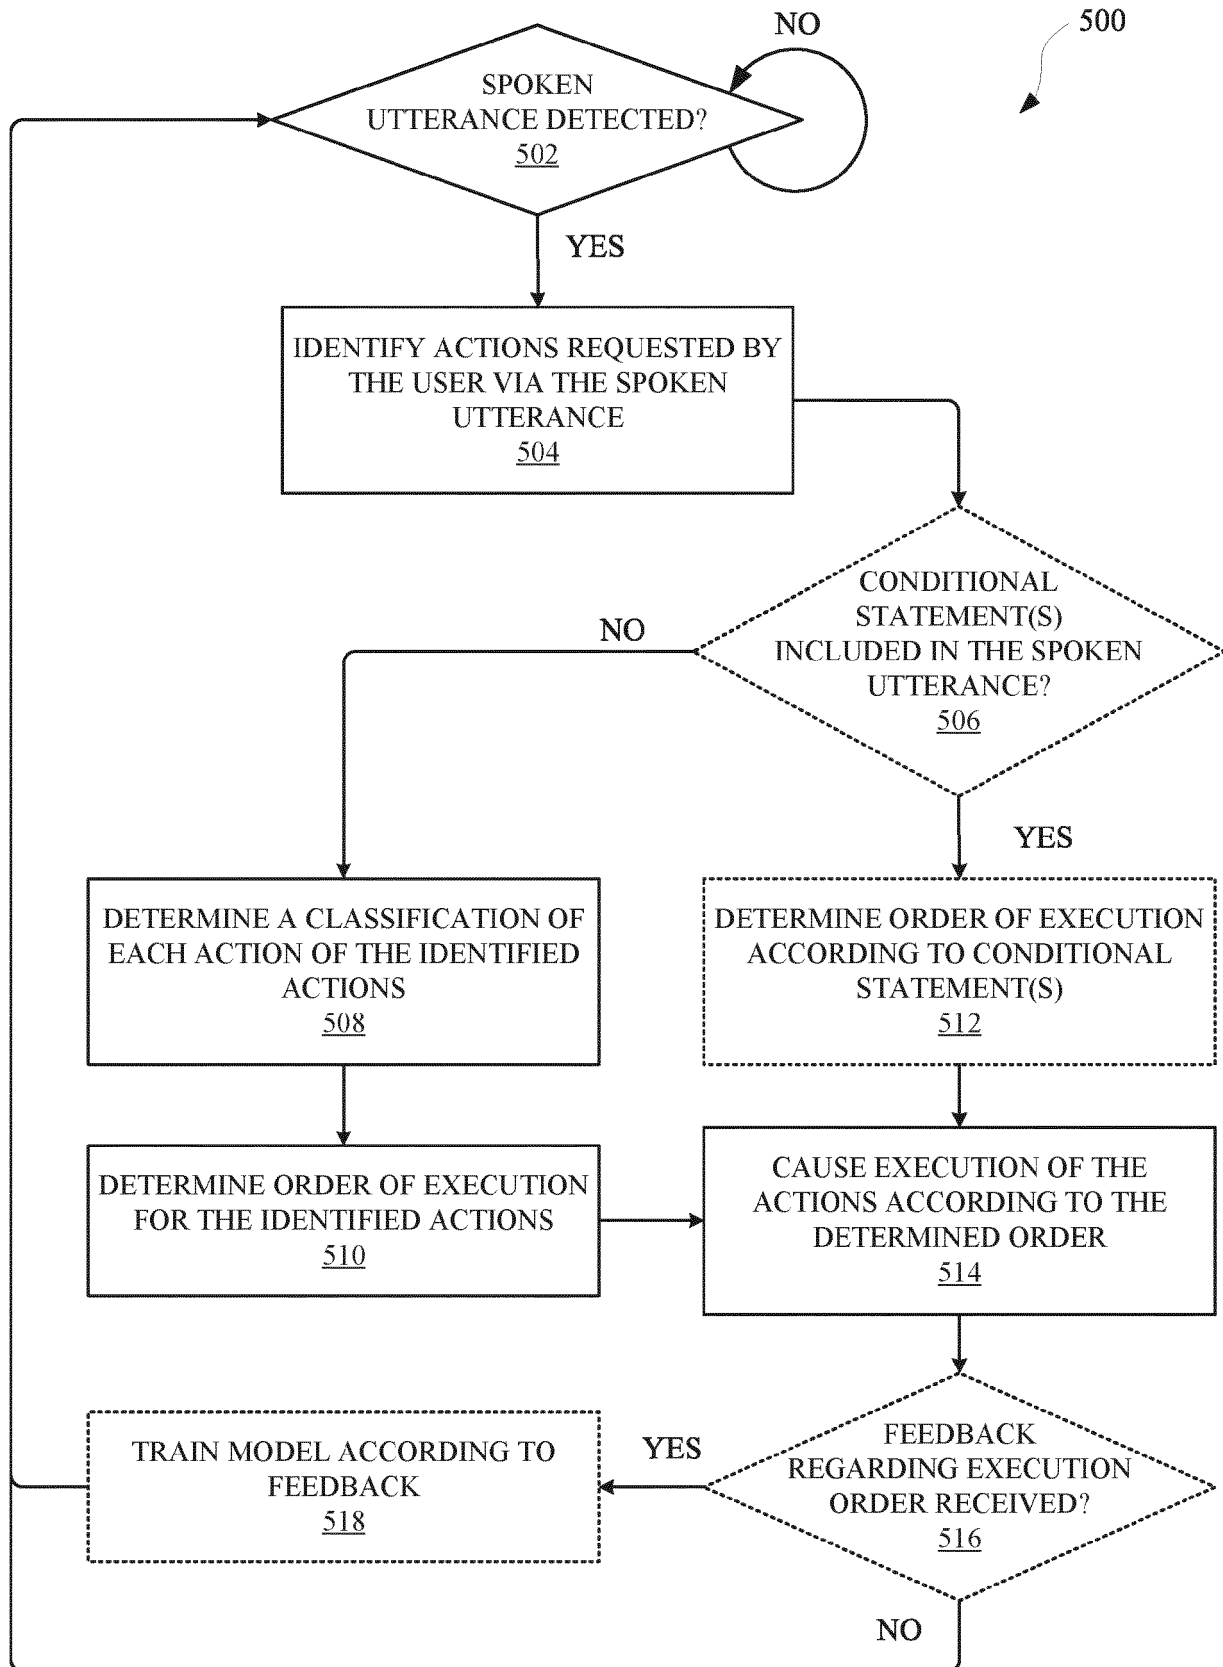 NO
500
SPOKEN
UTTERANCE DETECTED?
502
YES
IDENTIFY ACTIONS REQUESTED BY
THE USER VIA THE SPOKEN
UTTERANCE
504
CONDITIONAL
STATEMENT(S)
INCLUDED IN THE SPOKEN
UTTERANCE?
506
NO
YES
DETERMINE A CLASSIFICATION OF
EACH ACTION OF THE IDENTIFIED
ACTIONS
508
DETERMINE ORDER OF EXECUTION
ACCORDING TO CONDITIONAL
STATEMENT(S)
512
DETERMINE ORDER OF EXECUTION
FOR THE IDENTIFIED ACTIONS
510
CAUSE EXECUTION OF THE
ACTIONS ACCORDING TO THE
DETERMINED ORDER
514
FEEDBACK
REGARDING EXECUTION
ORDER RECEIVED?
516
YES
TRAIN MODEL ACCORDING TO
FEEDBACK
518
NO